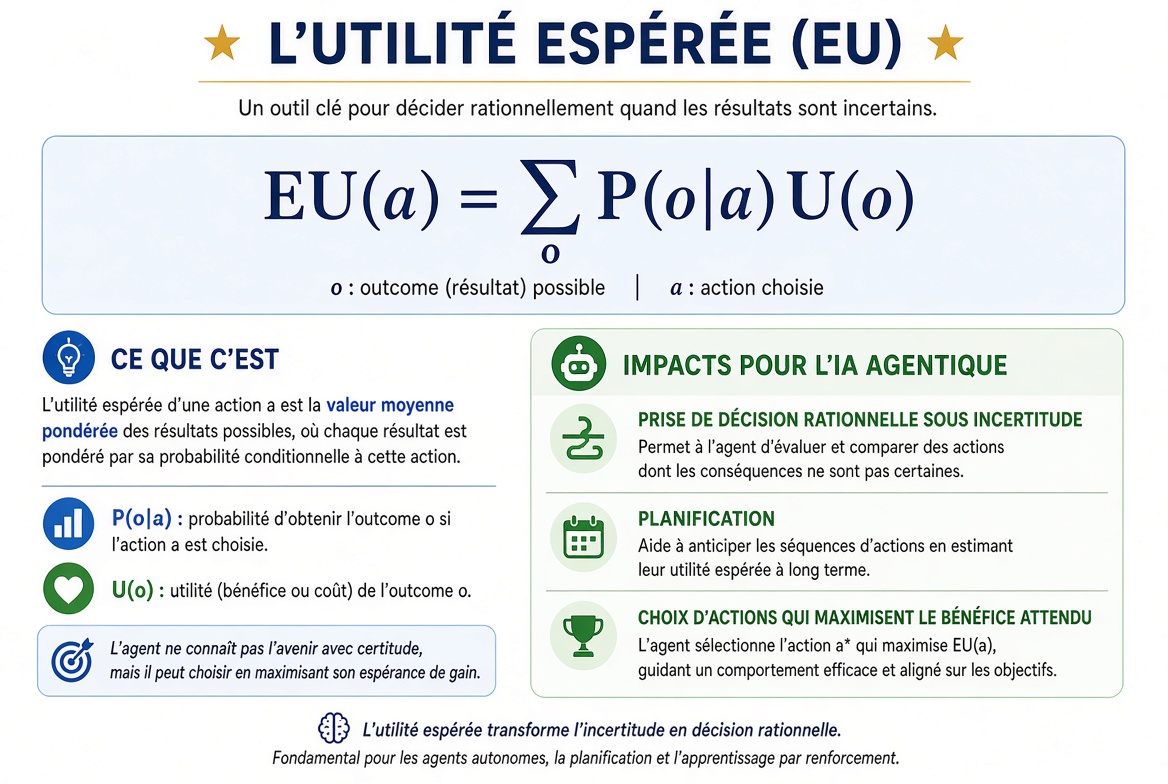 L’UTILITÉ ESPÉRÉE (EU)
Un outil clé pour décider rationnellement quand les résultats sont incertains.
EU(a) = ∑ P(o|a) U(o)
o
o : outcome (résultat) possible | a : action choisie
CE QUE C’EST
L’utilité espérée d’une action a est la valeur moyenne
pondérée des résultats possibles, où chaque résultat est
pondéré par sa probabilité conditionnelle à cette action.
P(o|a) : probabilité d’obtenir l’outcome o si
l’action a est choisie.
U(o) : utilité (bénéfice ou coût) de l’outcome o.
L’agent ne connaît pas l’avenir avec certitude,
mais il peut choisir en maximisant son espérance de gain.
IMPACTS POUR L’IA AGENTIQUE
PRISE DE DÉCISION RATIONNELLE SOUS INCERTITUDE
Permet à l’agent d’évaluer et comparer des actions
dont les conséquences ne sont pas certaines.
PLANIFICATION
Aide à anticiper les séquences d’actions en estimant
leur utilité espérée à long terme.
CHOIX D’ACTIONS QUI MAXIMISENT LE BÉNÉFICE ATTENDU
L’agent sélectionne l’action a* qui maximise EU(a),
guidant un comportement efficace et aligné sur les objectifs.
L’utilité espérée transforme l’incertitude en décision rationnelle.
Fondamental pour les agents autonomes, la planification et l’apprentissage par renforcement.